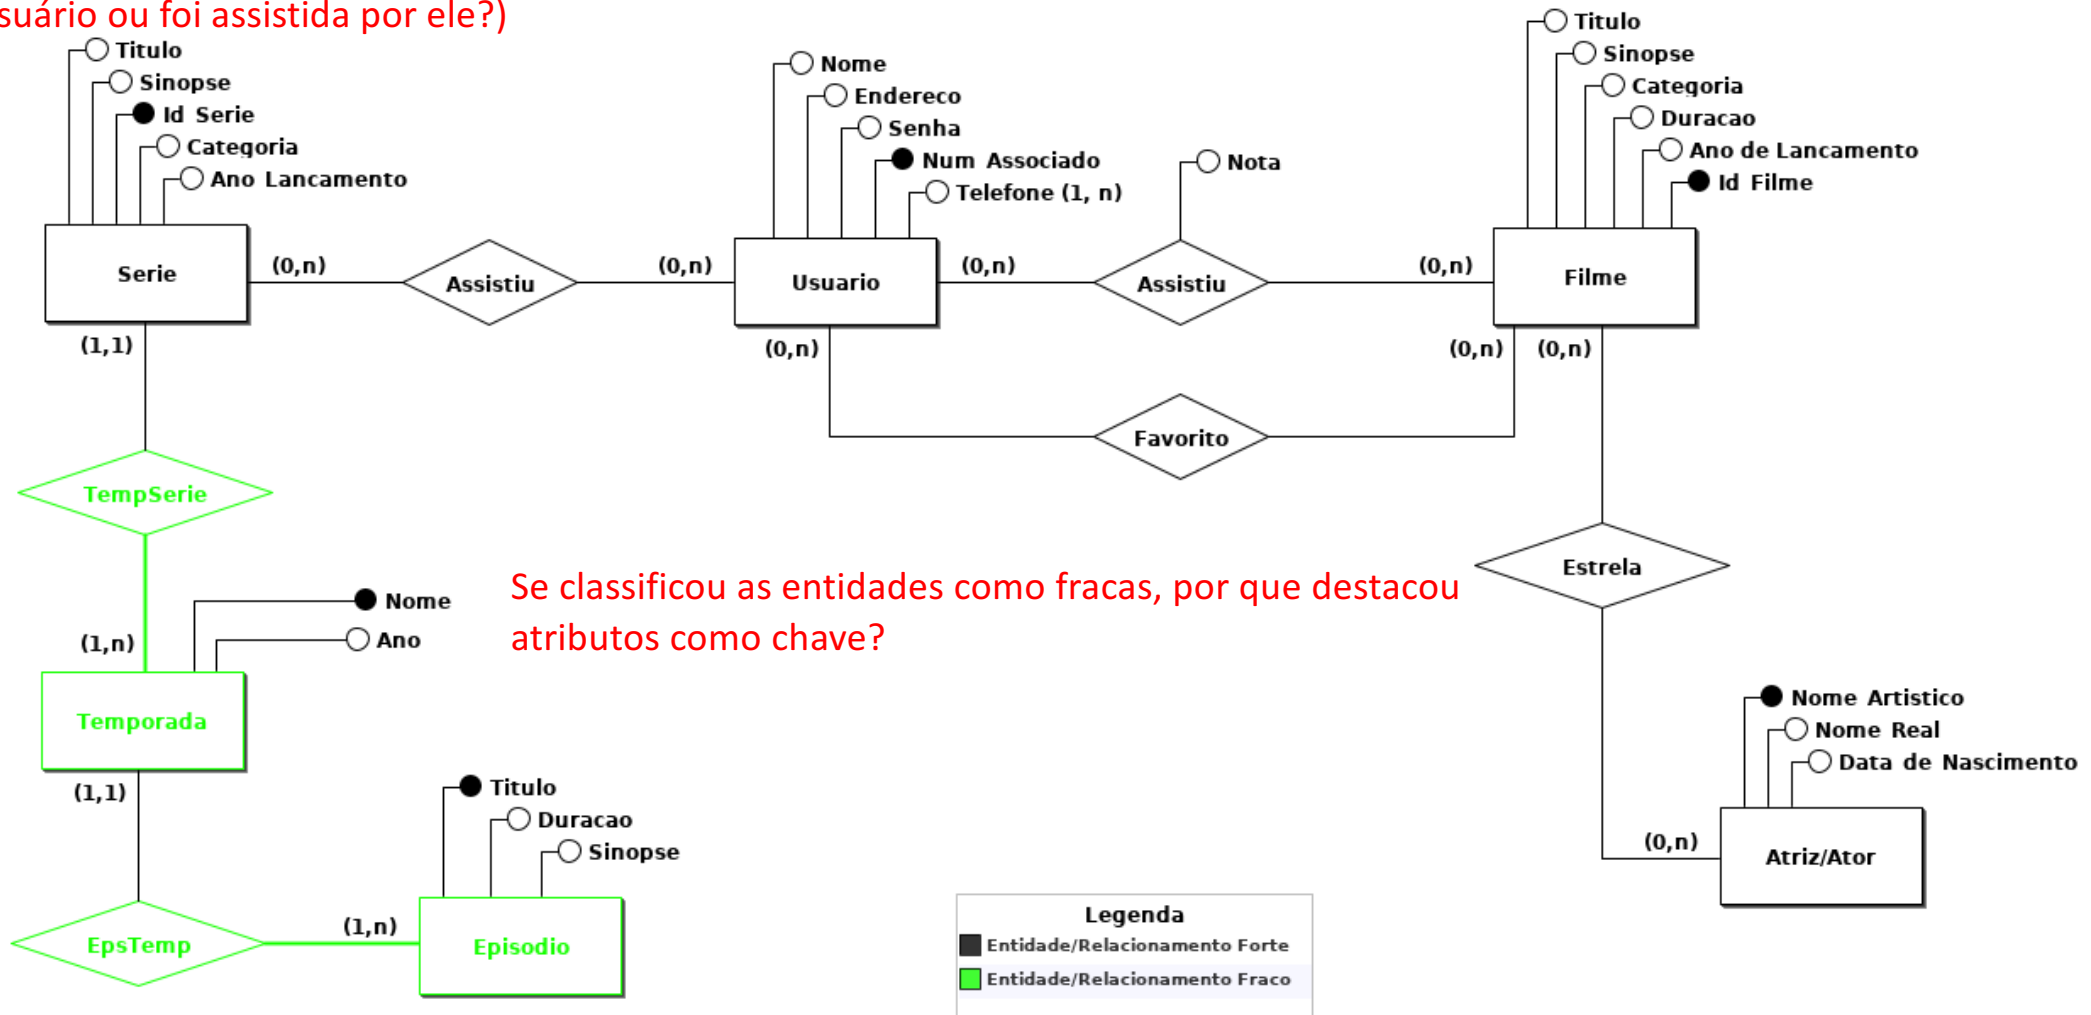 suário ou foi assistida por ele?)
Titulo
Sinopse
Id Serie
Categoria
Ano Lancamento
Nome
Endereco
Senha
Num Associado
Telefone (1, n)
Nota
Titulo
Sinopse
Categoria
Duracao
Ano de Lancamento
Id Filme
Serie
(0,n)
Assistiu
(0,n)
Usuario
(0,n)
Assistiu
(0,n)
Filme
(1,1)
(0,n)
(0,n)
(0,n)
Favorito
TempSerie
Estrela
Nome
Ano
(1,n)
Se classificou as entidades como fracas, por que destacou
atributos como chave?
Temporada
(1,1)
Nome Artistico
Nome Real
Data de Nascimento
(0,n)
Atriz/Ator
Titulo
Duracao
Sinopse
EpsTemp
(1,n)
Episodio
Legenda
Entidade/Relacionamento Forte
Entidade/Relacionamento Fraco